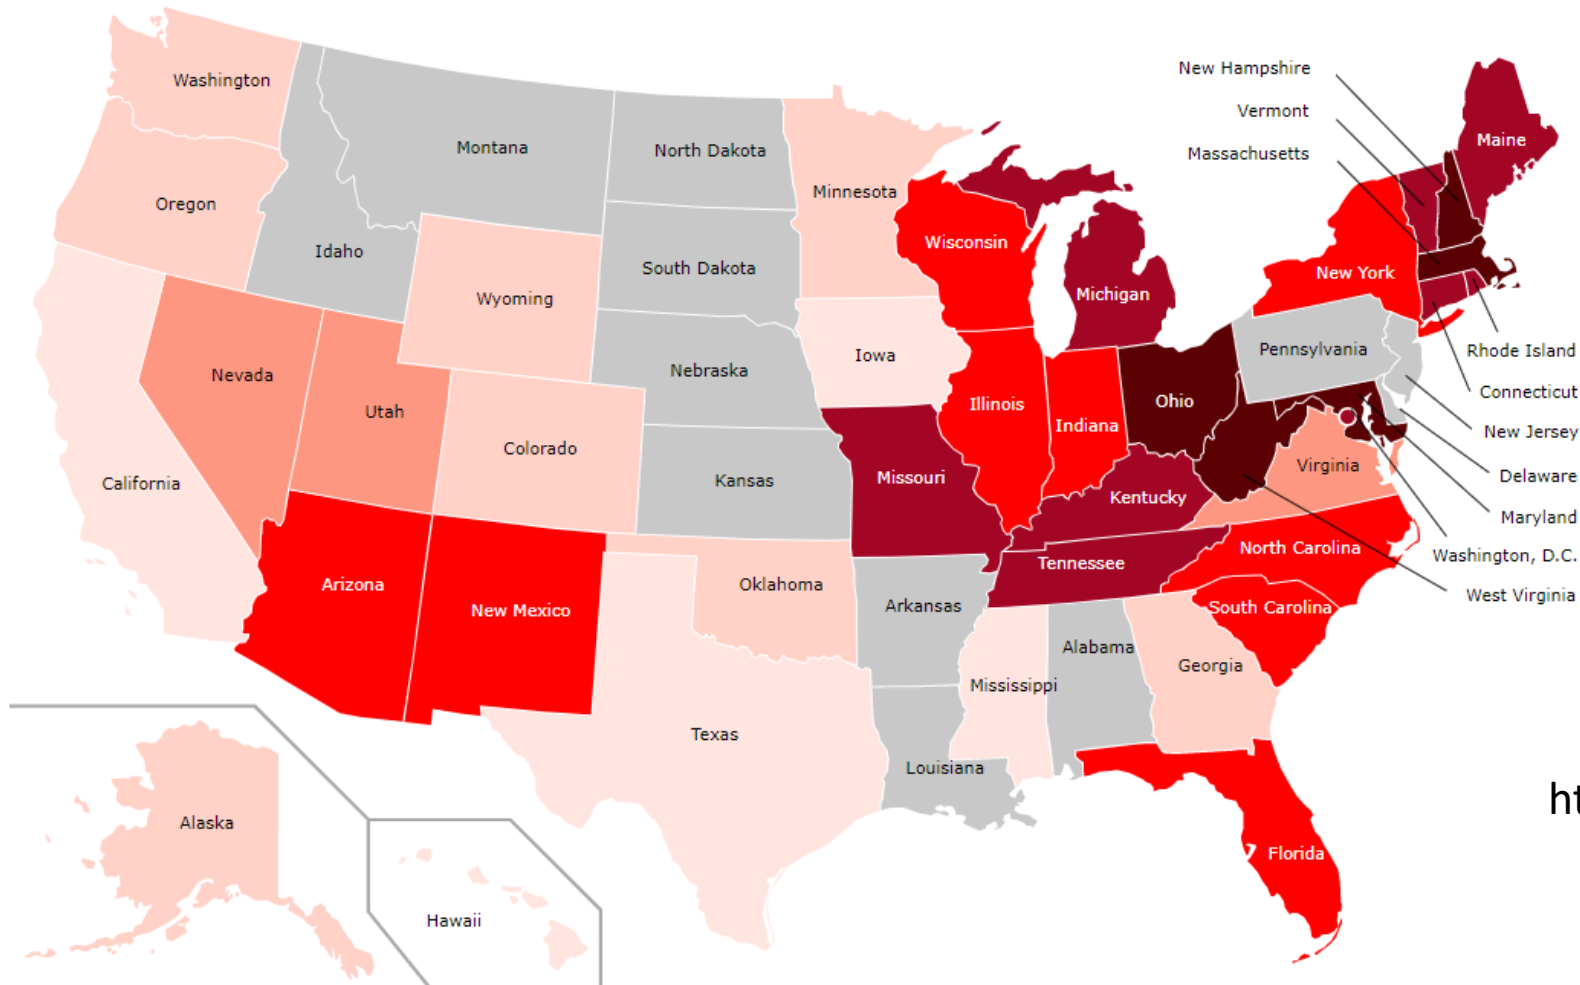 Washington
Montana
North Dakota
Minnesota
New Hampshire
Vermont
Massachusetts
Maine
Oregon
Idaho
South Dakota
Wisconsin
Michigan
New York
Wyoming
Nebraska
Iowa
Pennsylvania
Rhode Island
Connecticut
New Jersey
Delaware
Maryland
Washington, D.C.
West Virginia
Nevada
Utah
Colorado
Kansas
Missouri
Illinois
Indiana
Ohio
Kentucky
Virginia
California
Arizona
New Mexico
Oklahoma
Arkansas
Tennessee
North Carolina
South Carolina
Texas
Louisiana
Mississippi
Alabama
Georgia
Florida
Alaska
Hawaii
ht